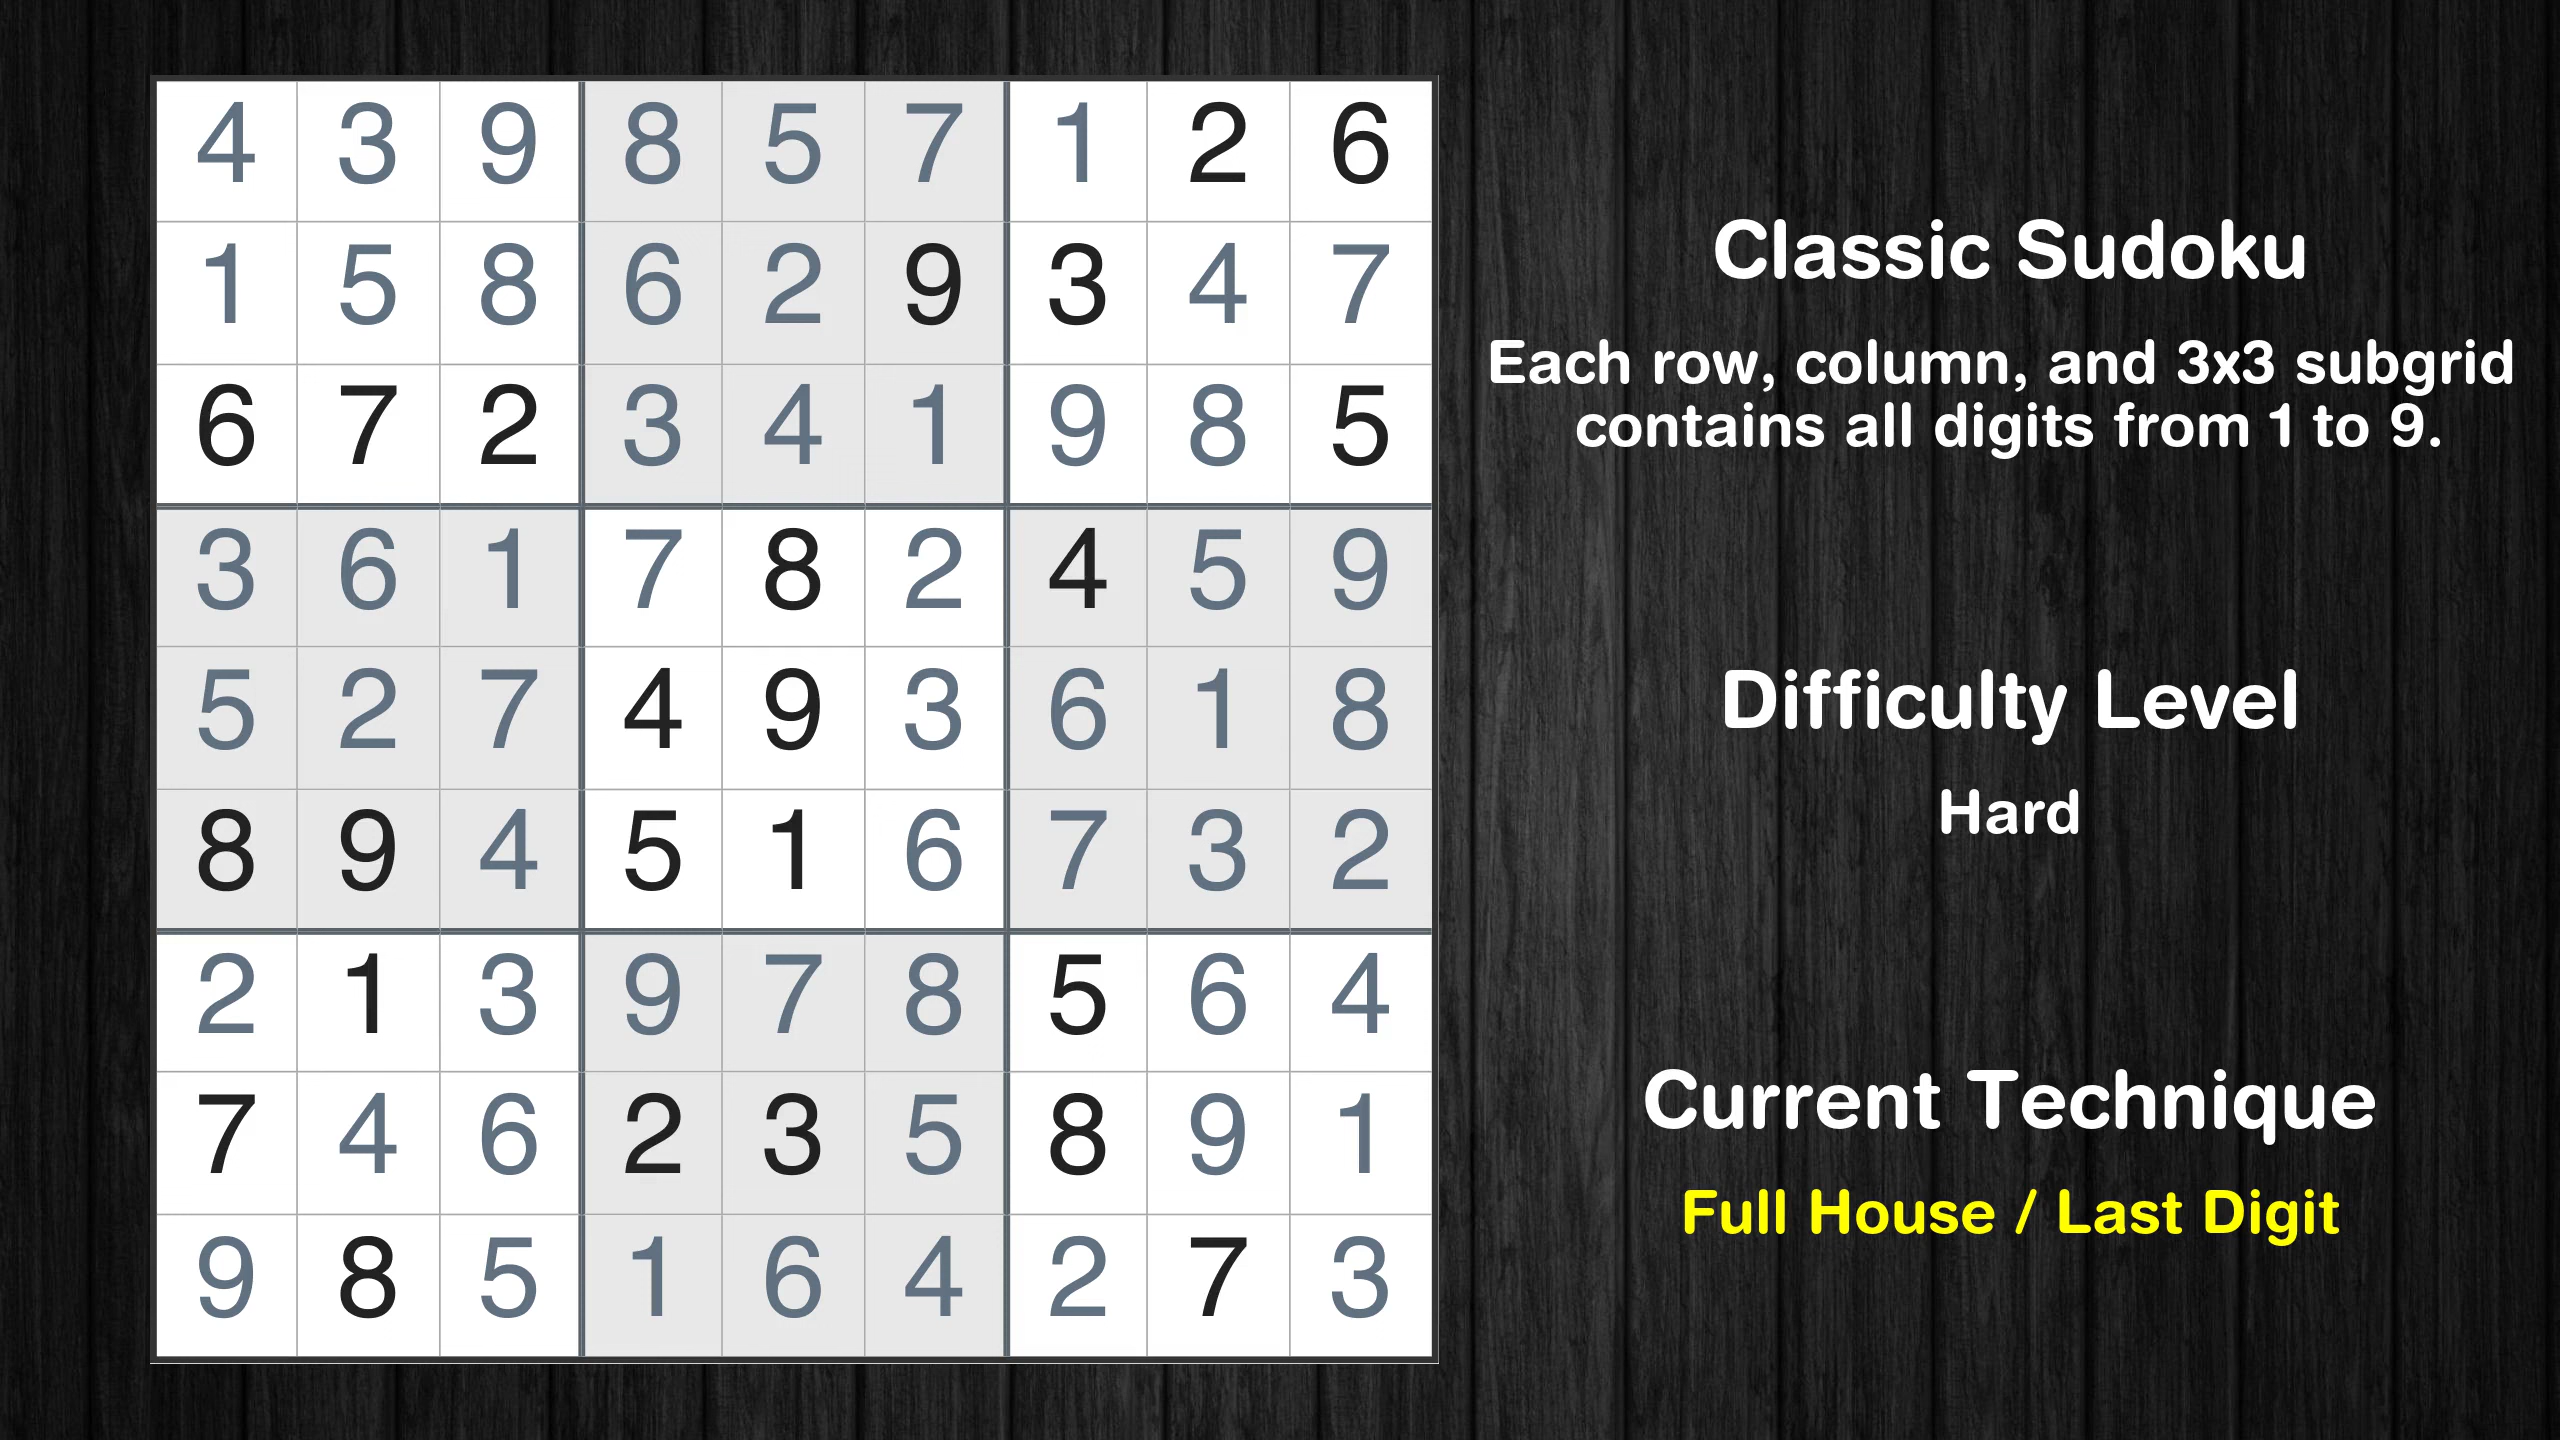 4 3 9 8 5 7 1 2 6
1 5 8 6 2 9 3 4 7
6 7 2 3 4 1 9 8 5
3 6 1 7 8 2 4 5 9
5 2 7 4 9 3 6 1 8
8 9 4 5 1 6 7 3 2
2 1 3 9 7 8 5 6 4
7 4 6 2 3 5 8 9 1
9 8 5 1 6 4 2 7 3
Classic Sudoku
Each row, column, and 3x3 subgrid
contains all digits from 1 to 9.
Difficulty Level
Hard
Current Technique
Full House / Last Digit